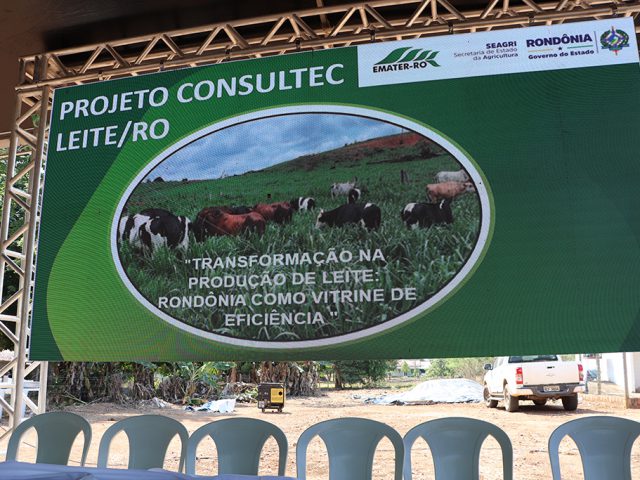 PROJETO CONSULTEC
LEITE/RO
EMATER-RO
SEAGRI
Secretaria de Estado
da Agricultura
RONDÔNIA
Governo do Estado
"TRANSFORMAÇÃO NA
PRODUÇÃO DE LEITE:
RONDÔNIA COMO VITRINE DE
EFICIÊNCIA "